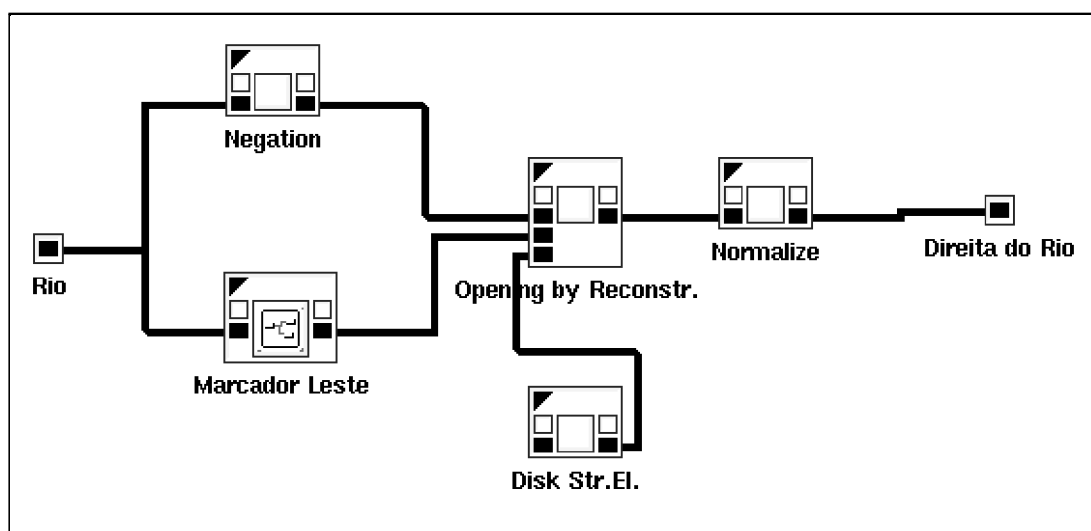 Negation
Rio
Marcador Leste
Opening by Reconstr.
Normalize
Direita do Rio
Disk Str.El.